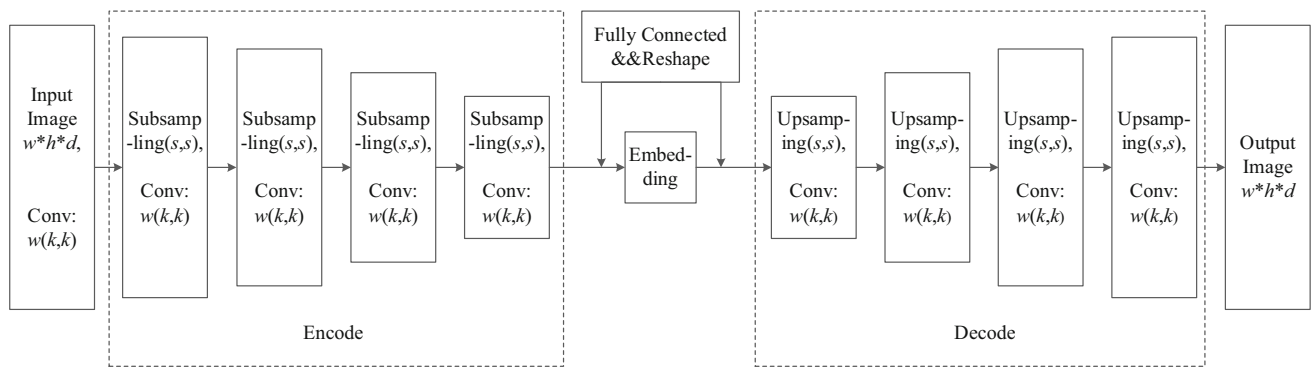 Input
Image
w*h*d,
Conv:
w(k,k)
Subsamp
-ling(s,s),
Conv:
w(k,k)
Subsamp
-ling(s,s),
Conv:
w(k,k)
Subsamp
-ling(s,s),
Conv:
w(k,k)
Subsamp
-ling(s,s),
Conv:
w(k,k)
Encode
Fully Connected
&&Reshape
Embed-
ding
Upsamp-
ing(s,s),
Conv:
w(k,k)
Upsamp-
ing(s,s),
Conv:
w(k,k)
Upsamp-
ing(s,s),
Conv:
w(k,k)
Upsamp-
ing(s,s),
Conv:
w(k,k)
Decode
Output
Image
w*h*d